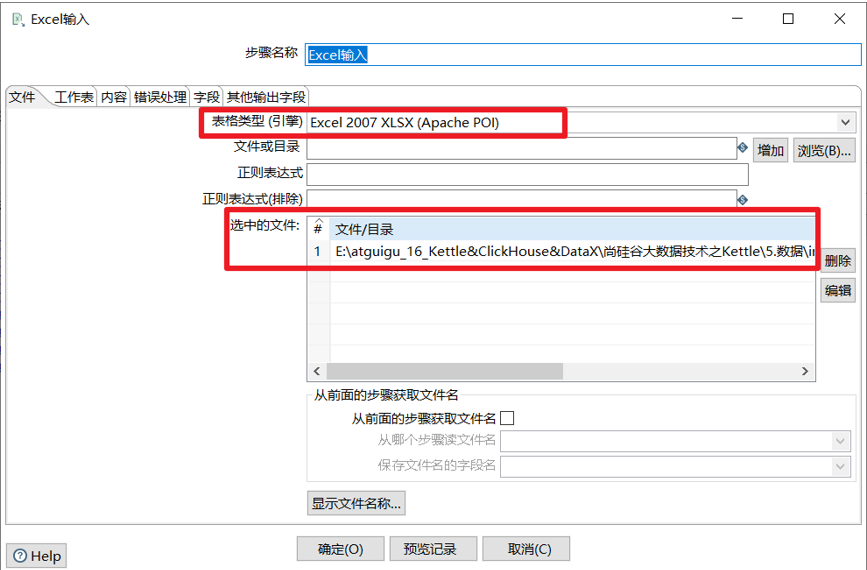 Excel输入
步骤名称 Excel输入
文件 工作表 内容 错误处理 字段 其他输出字段
表格类型 (引擎) Excel 2007 XLSX (Apache POI)
文件或目录 增加 浏览(B)...
正则表达式
正则表达式(排除)
选中的文件: # 文件/目录
1 E:\atguigu_16_Kettle&ClickHouse&DataX\尚硅谷大数据技术之Kettle\5.数据\in
删除
编辑
从前面的步骤获取文件名
从前面的步骤获取文件名
从哪个步骤读文件名
保存文件名的字段名
显示文件名称...
Help 确定(O) 预览记录 取消(C)